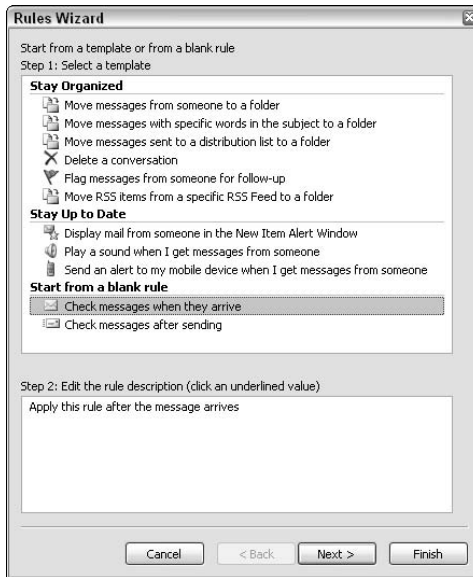 Rules Wizard
Start from a template or from a blank rule
Step 1: Select a template
Stay Organized
Move messages from someone to a folder
Move messages with specific words in the subject to a folder
Move messages sent to a distribution list to a folder
Delete a conversation
Flag messages from someone for follow-up
Move RSS items from a specific RSS Feed to a folder
Stay Up to Date
Display mail from someone in the New Item Alert Window
Play a sound when I get messages from someone
Send an alert to my mobile device when I get messages from someone
Start from a blank rule
Check messages when they arrive
Check messages after sending
Step 2: Edit the rule description (click an underlined value)
Apply this rule after the message arrives
Cancel < Back Next > Finish